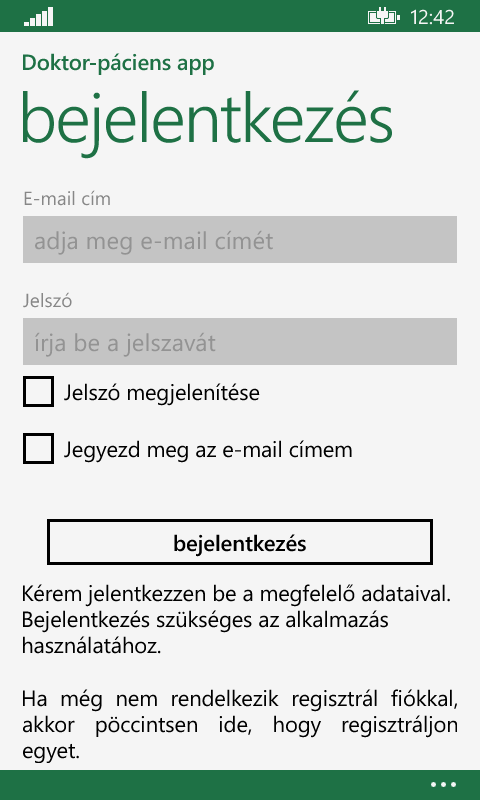 12:42
Doktor-páciens app
bejelentkezés
E-mail cím
adja meg e-mail címét
Jelszó
írja be a jelszavát
Jelszó megjelenítése
Jegyezd meg az e-mail címem
bejelentkezés
Kérem jelentkezzen be a megfelelő adataival.
Bejelentkezés szükséges az alkalmazás
használatához.
Ha még nem rendelkezik regisztrál fiókkal,
akkor pöccintsen ide, hogy regisztráljon
egyet.